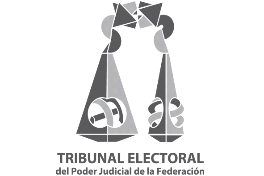 TRIBUNAL ELECTORAL
del Poder Judicial de la Federación